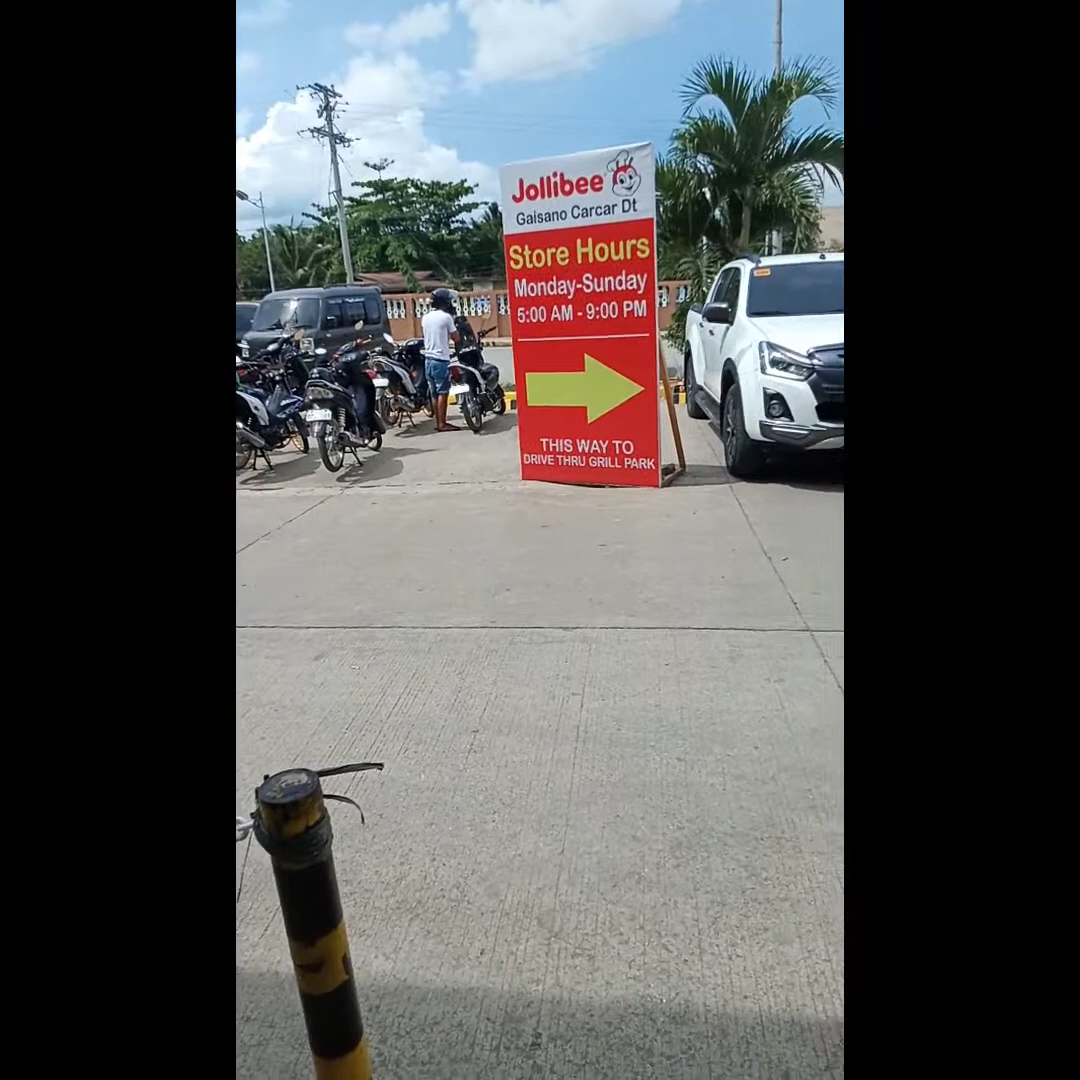 Jollibee
Gaisano Carcar Dt
Store Hours
Monday-Sunday
5:00 AM - 9:00 PM
THIS WAY TO
DRIVE THRU GRILL PARK